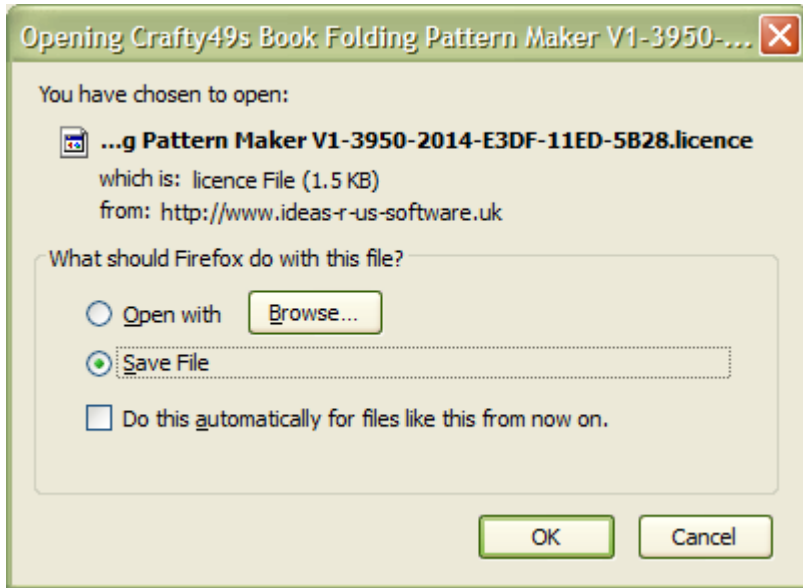 Opening Crafty49s Book Folding Pattern Maker V1-3950-...
You have chosen to open:
...g Pattern Maker V1-3950-2014-E3DF-11ED-5B28.licence
which is: licence File (1.5 KB)
from: http://www.ideas-r-us-software.uk
What should Firefox do with this file?
Open with Browse...
Save File
Do this automatically for files like this from now on.
OK Cancel